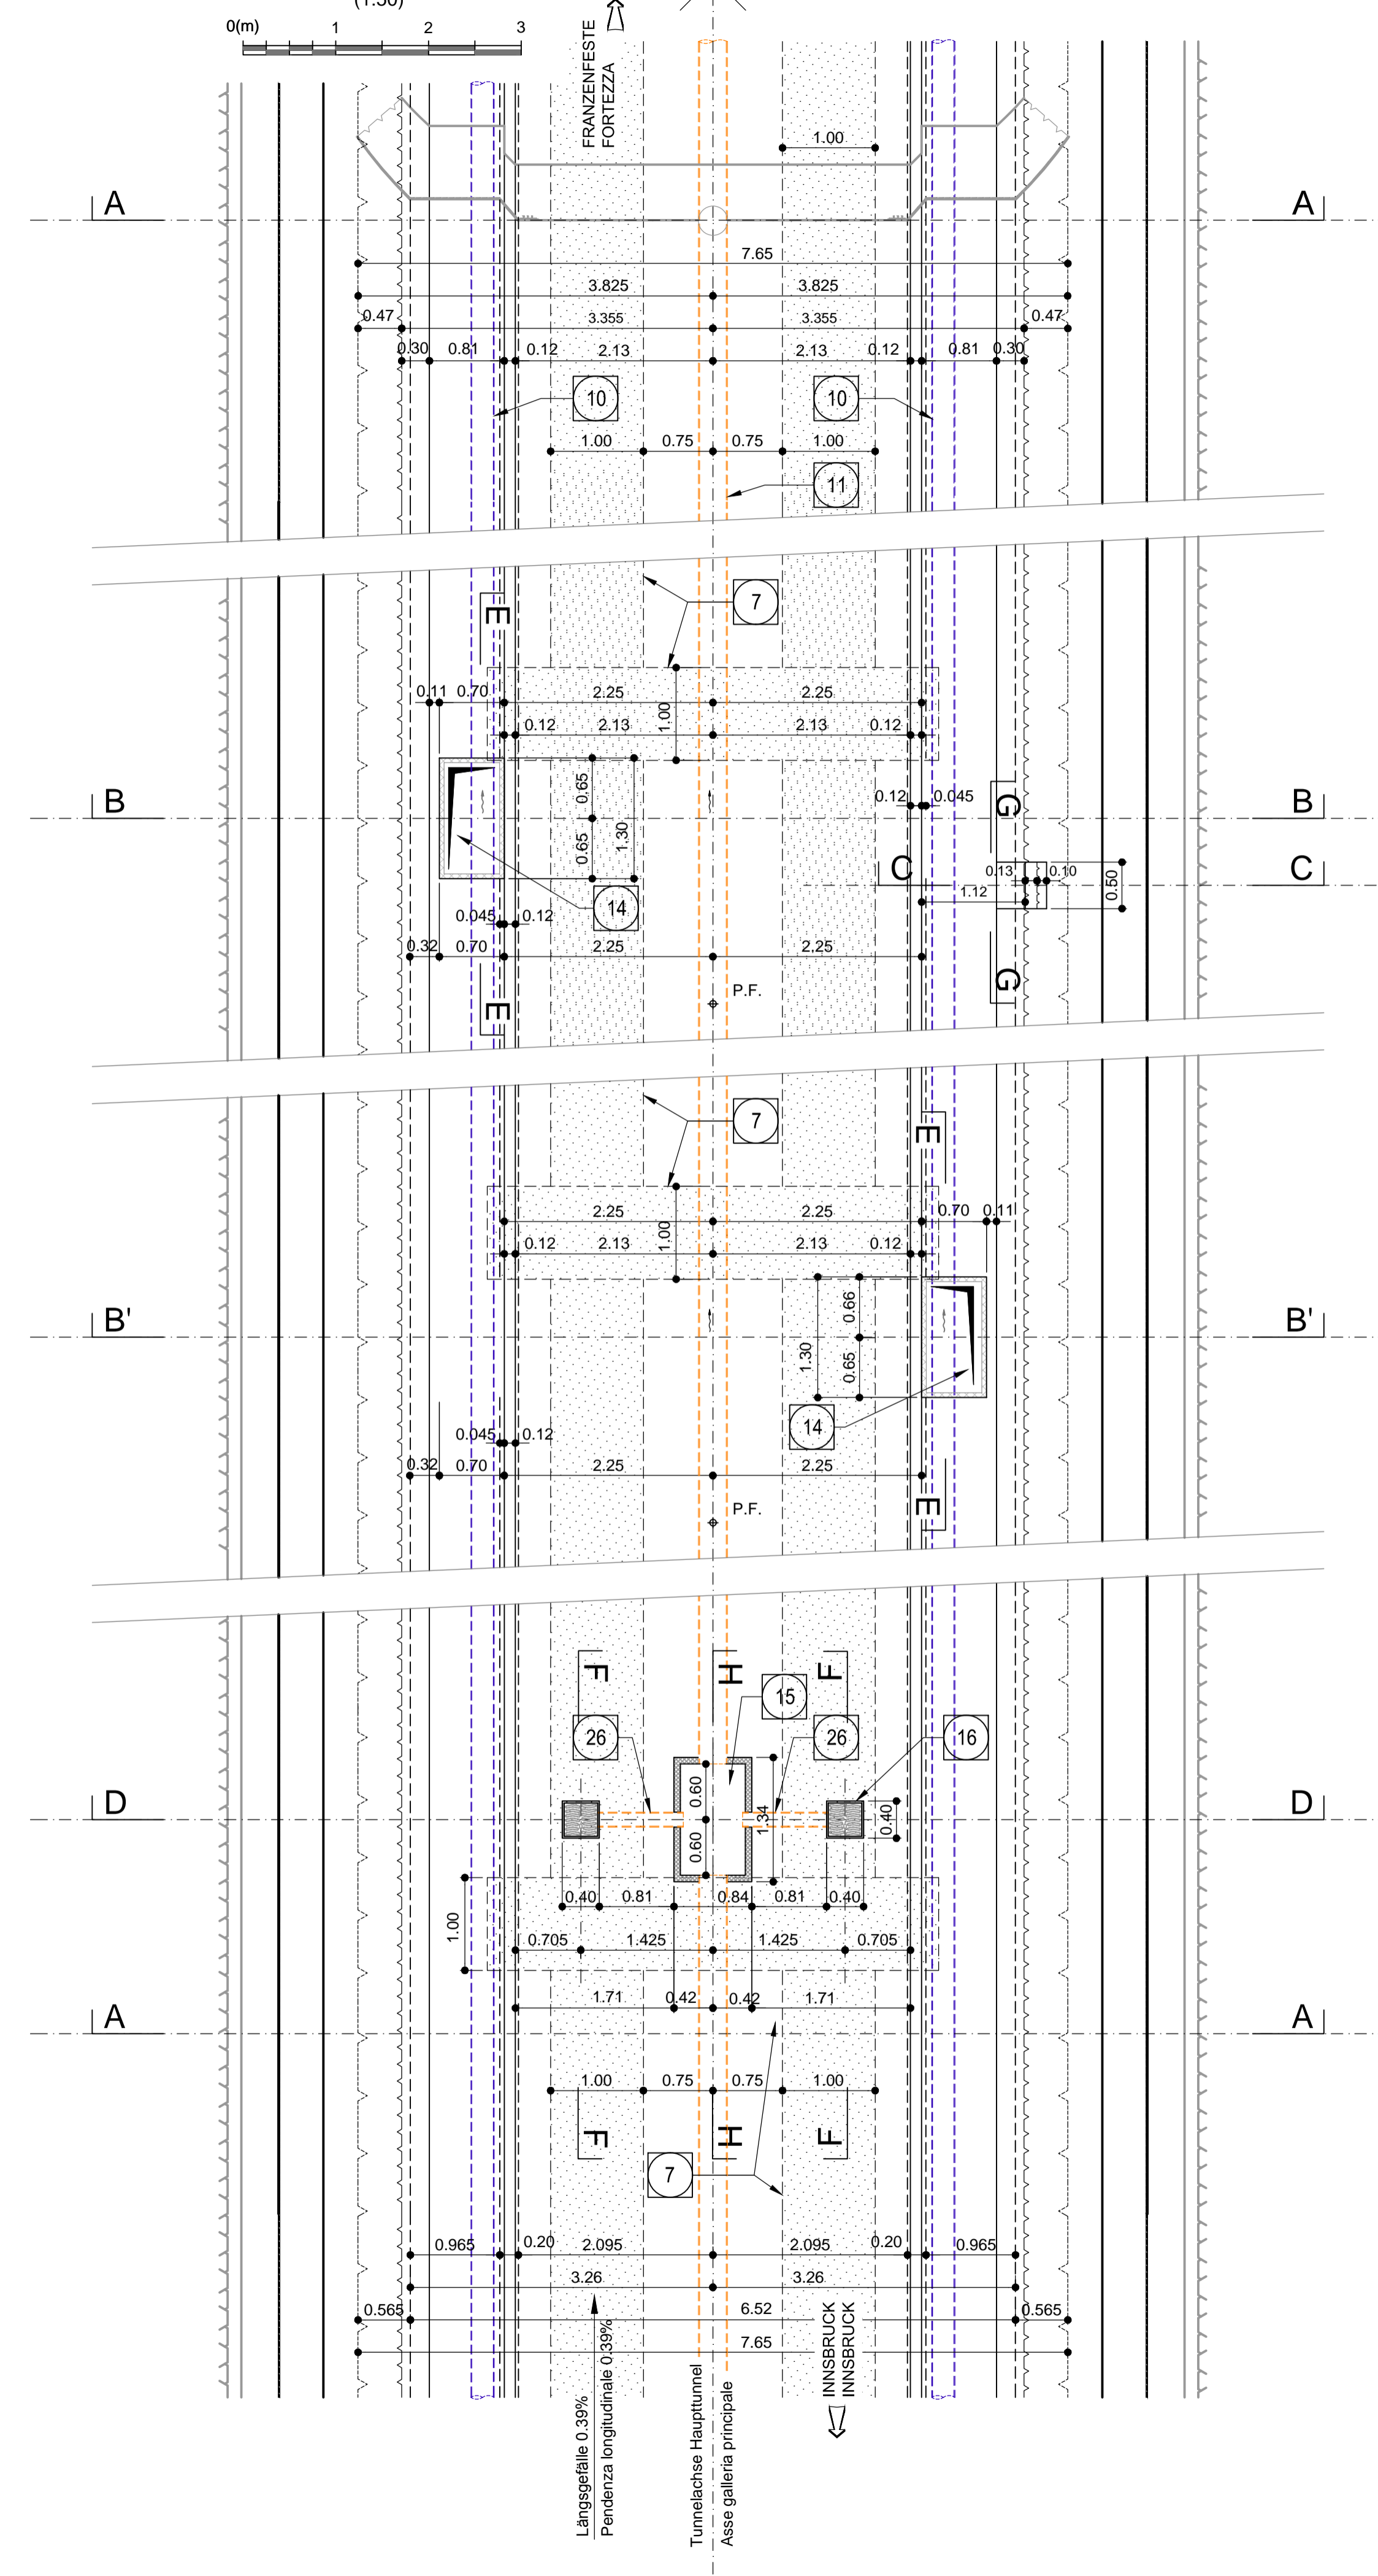 (1:50)
0(m) 1 2 3
FRANZENFESTE
FORTEZZA
1.00
A A
7.65
3.825 3.825
0.47 3.355 3.355 0.47
0.30 0.81 0.12 2.13 2.13 0.12 0.81 0.30
10 10
1.00 0.75 0.75 1.00
11
7
E
0.11 0.70 2.25 2.25
1.00
0.12 2.13 2.13 0.12
0.65
0.65
1.30
B B
0.12 0.045
G
C C
0.13 0.10
1.12
0.50
14
0.045 0.12
0.32 0.70 2.25 2.25
G
P.F.
E
7
E
2.25 2.25 0.70 0.11
1.00
0.12 2.13 2.13 0.12
0.66
0.65
1.30
B' B'
14
0.045 0.12
0.32 0.70 2.25 2.25
P.F.
E
F H F
15
26 26 16
0.60
0.60
1.34
0.40
D D
0.40 0.81 0.84 0.81 0.40
1.00
0.705 1.425 1.425 0.705
1.71 0.42 0.42 1.71
A A
1.00 0.75 0.75 1.00
F H F
7
0.965 0.20 2.095 2.095 0.20 0.965
3.26 3.26
0.565 6.52 0.565
7.65
INNSBRUCK
INNSBRUCK
Längsgefälle 0.39%
Pendenza longitudinale 0.39%
Tunnelachse Haupttunnel
Asse galleria principale